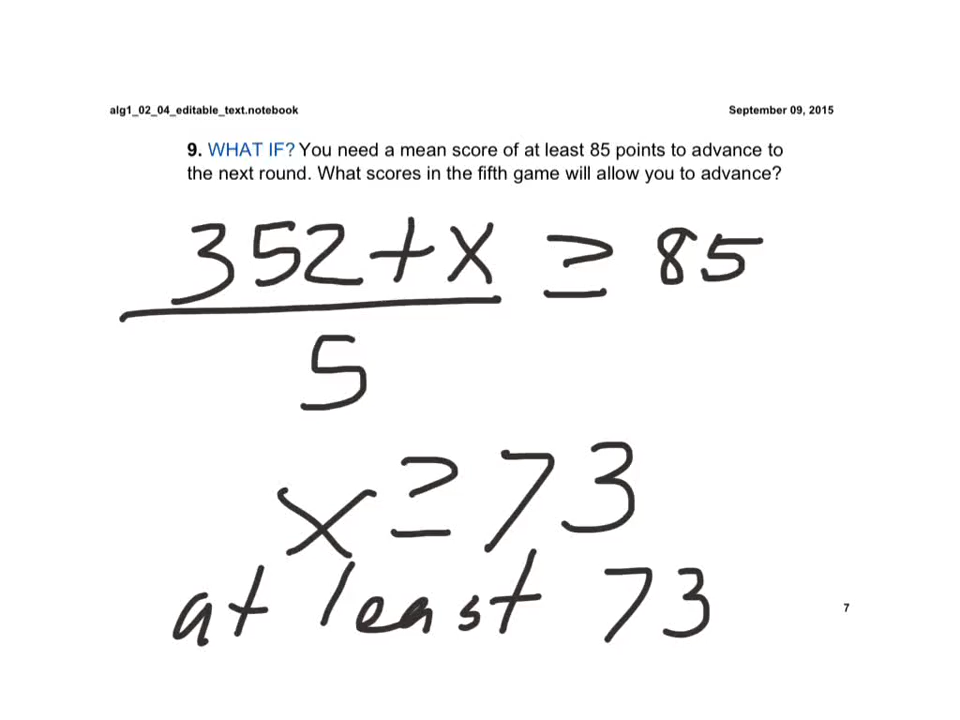 alg1_02_04_editable_text.notebook September 09, 2015
9. WHAT IF? You need a mean score of at least 85 points to advance to
the next round. What scores in the fifth game will allow you to advance?
352+x ≥ 85
5
x ≥ 73
at least 73
7